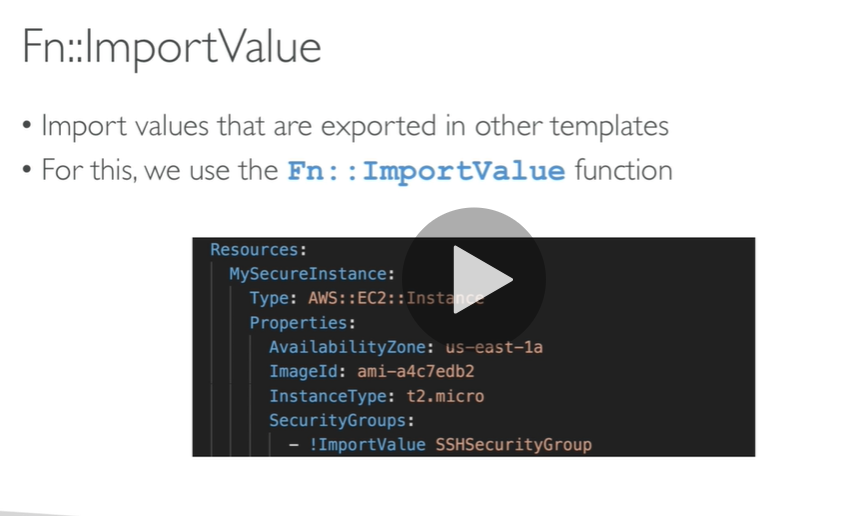 Fn::ImportValue
• Import values that are exported in other templates
• For this, we use the Fn::ImportValue function
Resources:
MySecureInstance:
Type: AWS::EC2::Instance
Properties:
AvailabilityZone: us-east-1a
ImageId: ami-a4c7edb2
InstanceType: t2.micro
SecurityGroups:
- !ImportValue SSHSecurityGroup